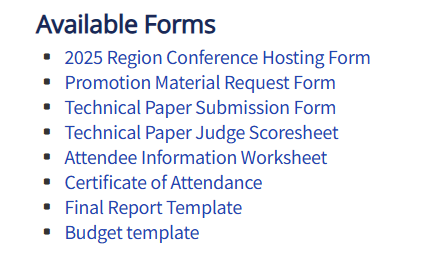 Available Forms
2025 Region Conference Hosting Form
Promotion Material Request Form
Technical Paper Submission Form
Technical Paper Judge Scoresheet
Attendee Information Worksheet
Certificate of Attendance
Final Report Template
Budget template